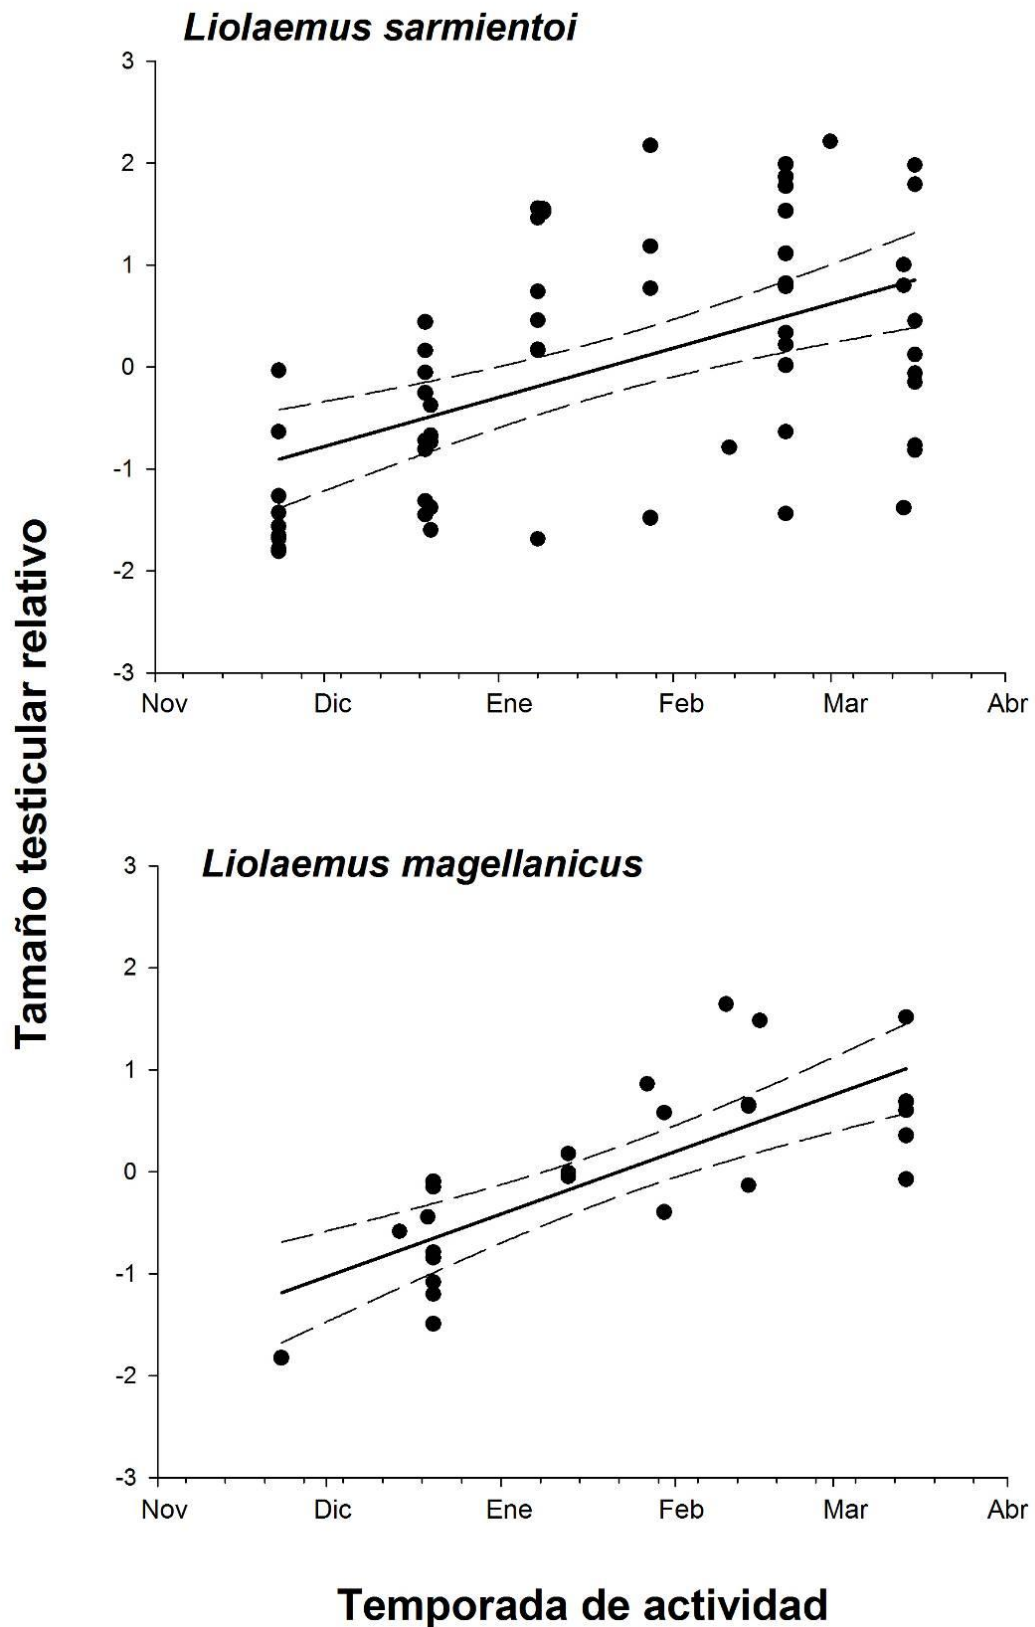 Liolaemus sarmientoi
3
2
1
0
-1
-2
-3
Nov Dic Ene Feb Mar Abr
Tamaño testicular relativo
Liolaemus magellanicus
3
2
1
0
-1
-2
-3
Nov Dic Ene Feb Mar Abr
Temporada de actividad